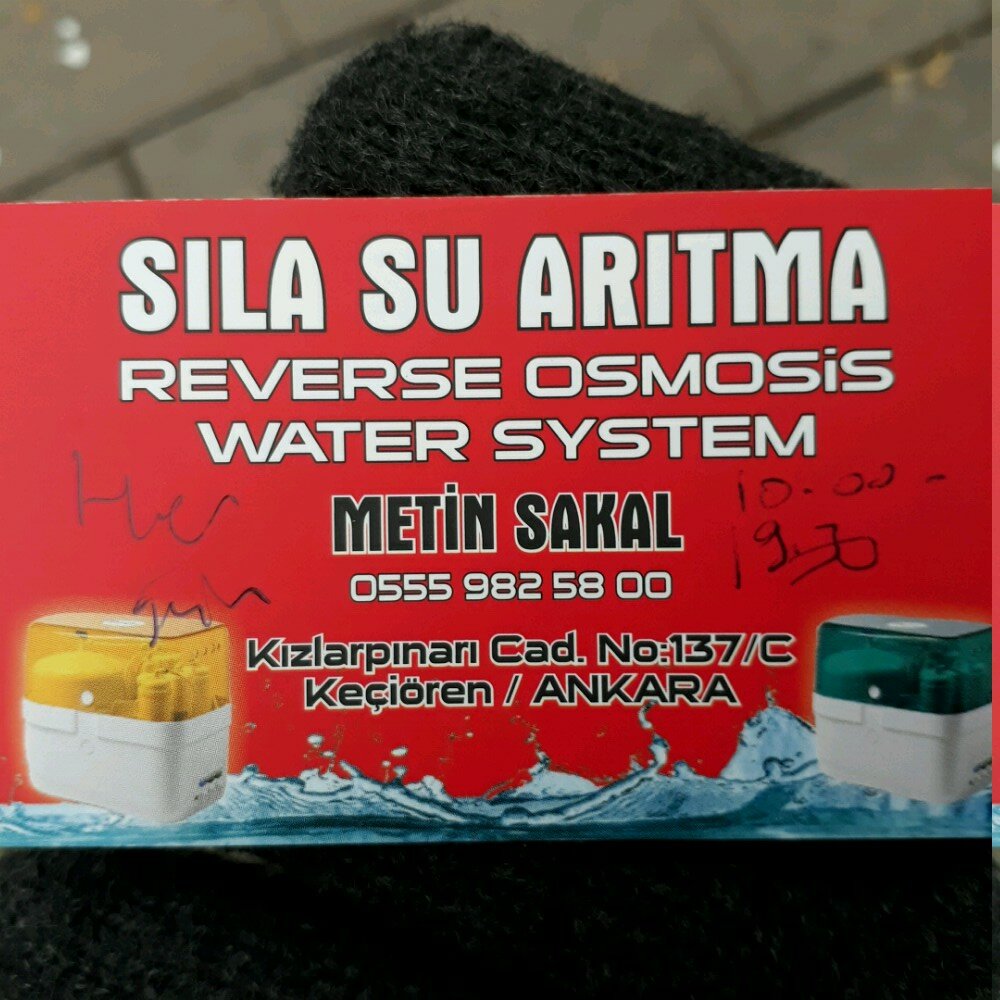 SILA SU ARITMA
REVERSE OSMOSiS
WATER SYSTEM
METİN SAKAL
0555 982 58 00
Her
gün
10.00 -
19.30
Kızlarpınarı Cad. No:137/C
Keçiören / ANKARA